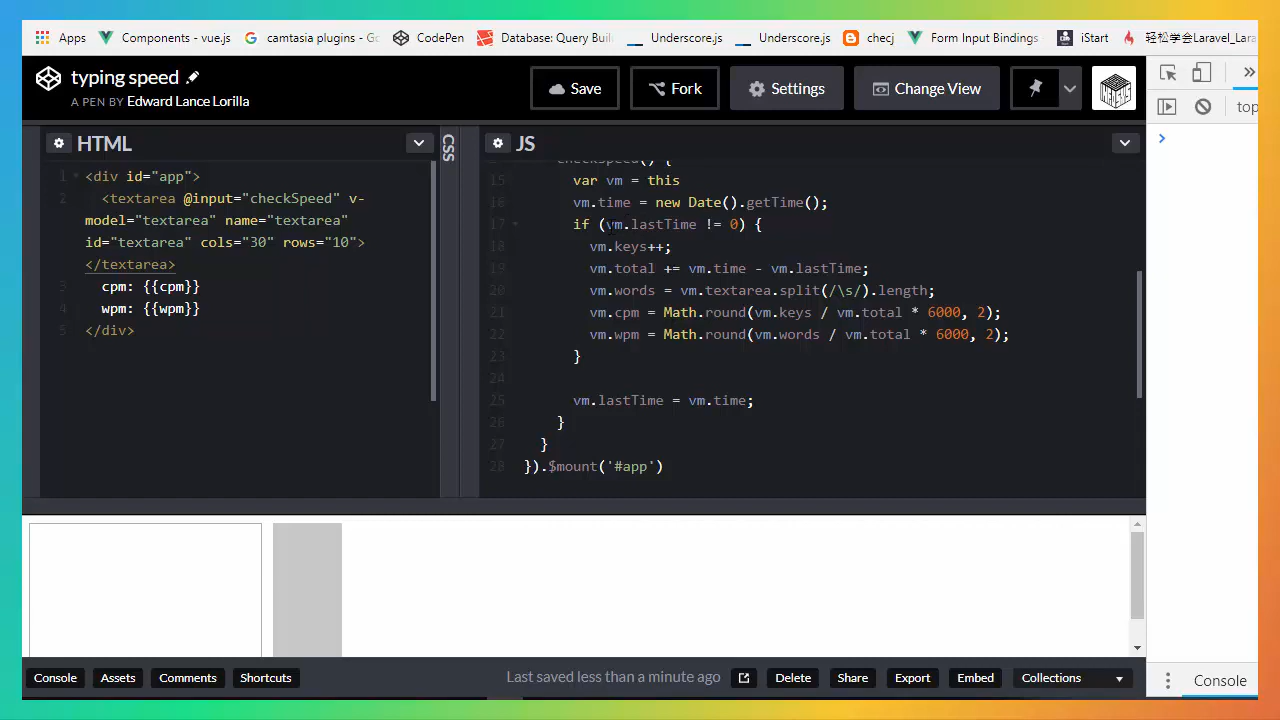 Apps Components - vue.js camtasia plugins - Go CodePen Database: Query Buil Underscore.js Underscore.js checj Form Input Bindings iStart 轻松学会Laravel_Lara
typing speed
A PEN BY Edward Lance Lorilla
Save Fork Settings Change View
top
HTML
CSS
JS
1 <div id="app">
2 <textarea @input="checkSpeed" v-
model="textarea" name="textarea"
id="textarea" cols="30" rows="10">
</textarea>
3 cpm: {{cpm}}
4 wpm: {{wpm}}
5 </div>
checkSpeed() {
15 var vm = this
16 vm.time = new Date().getTime();
17 if (vm.lastTime != 0) {
18 vm.keys++;
19 vm.total += vm.time - vm.lastTime;
20 vm.words = vm.textarea.split(/\s/).length;
21 vm.cpm = Math.round(vm.keys / vm.total * 6000, 2);
22 vm.wpm = Math.round(vm.words / vm.total * 6000, 2);
23 }
24
25 vm.lastTime = vm.time;
26 }
27 }
28 }).$mount('#app')
Console Assets Comments Shortcuts Last saved less than a minute ago Delete Share Export Embed Collections
Console